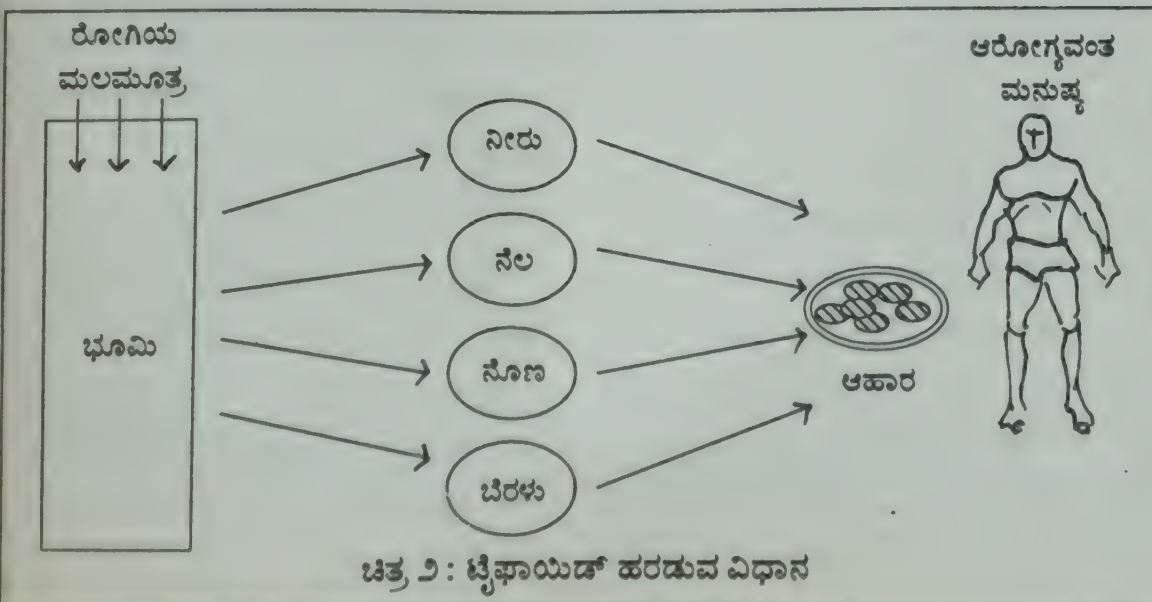 ರೋಗಿಯ
ಮಲಮೂತ್ರ
ಭೂಮಿ
ನೀರು
ನೆಲ
ನೊಣ
ಬೆರಳು
ಆಹಾರ
ಆರೋಗ್ಯವಂತ
ಮನುಷ್ಯ
ಚಿತ್ರ ೨ : ಟೈಫಾಯಿಡ್ ಹರಡುವ ವಿಧಾನ